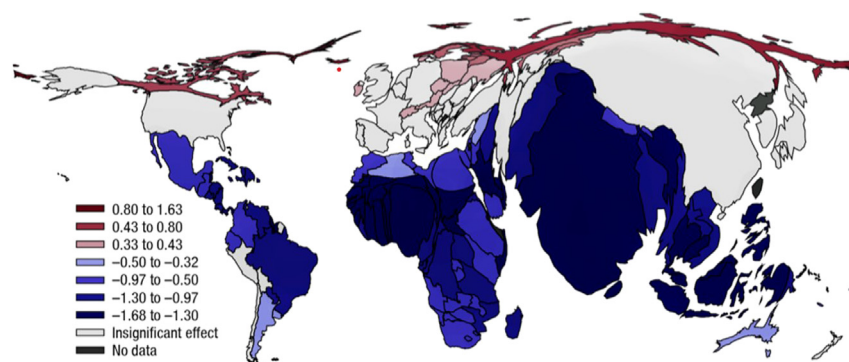 0.80 to 1.63
0.43 to 0.80
0.33 to 0.43
−0.50 to −0.32
−0.97 to −0.50
−1.30 to −0.97
−1.68 to −1.30
Insignificant effect
No data